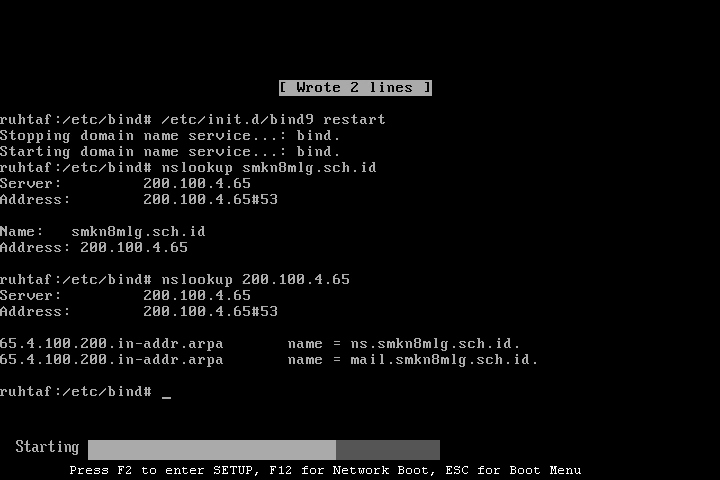 [ Wrote 2 lines ]
ruhtaf:/etc/bind# /etc/init.d/bind9 restart
Stopping domain name service...: bind.
Starting domain name service...: bind.
ruhtaf:/etc/bind# nslookup smkn8mlg.sch.id
Server: 200.100.4.65
Address: 200.100.4.65#53
Name: smkn8mlg.sch.id
Address: 200.100.4.65
ruhtaf:/etc/bind# nslookup 200.100.4.65
Server: 200.100.4.65
Address: 200.100.4.65#53
65.4.100.200.in-addr.arpa name = ns.smkn8mlg.sch.id.
65.4.100.200.in-addr.arpa name = mail.smkn8mlg.sch.id.
ruhtaf:/etc/bind# _
Starting
Press F2 to enter SETUP, F12 for Network Boot, ESC for Boot Menu